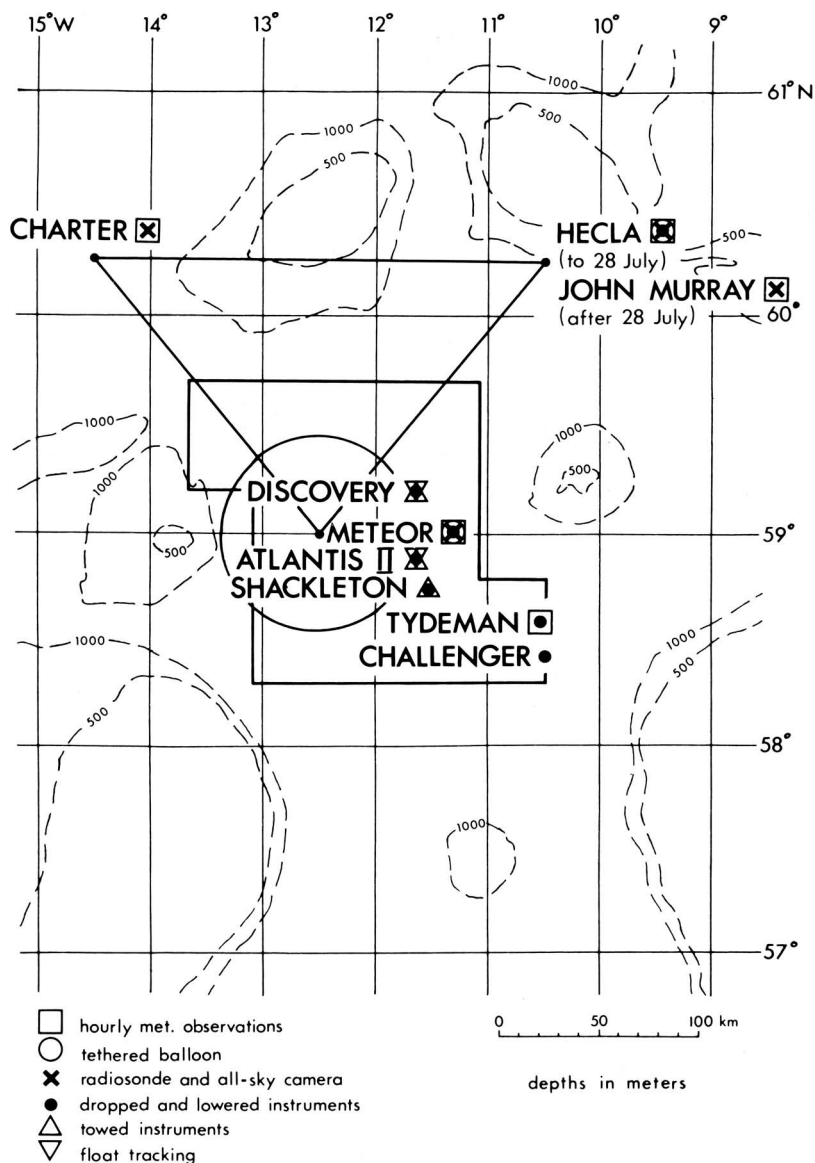 15°W 14° 13° 12° 11° 10° 9°
1000
61°N
1000
500
500
CHARTER
HECLA
500
(to 28 July)
JOHN MURRAY
60°
(after 28 July)
1000
1000
1000
DISCOVERY
500
METEOR
59°
500
ATLANTIS II
SHACKLETON
TYDEMAN
1000
CHALLENGER
1000
500
500
58°
1000
57°
hourly met. observations
0 50 100 km
tethered balloon
radiosonde and all-sky camera
depths in meters
dropped and lowered instruments
towed instruments
float tracking